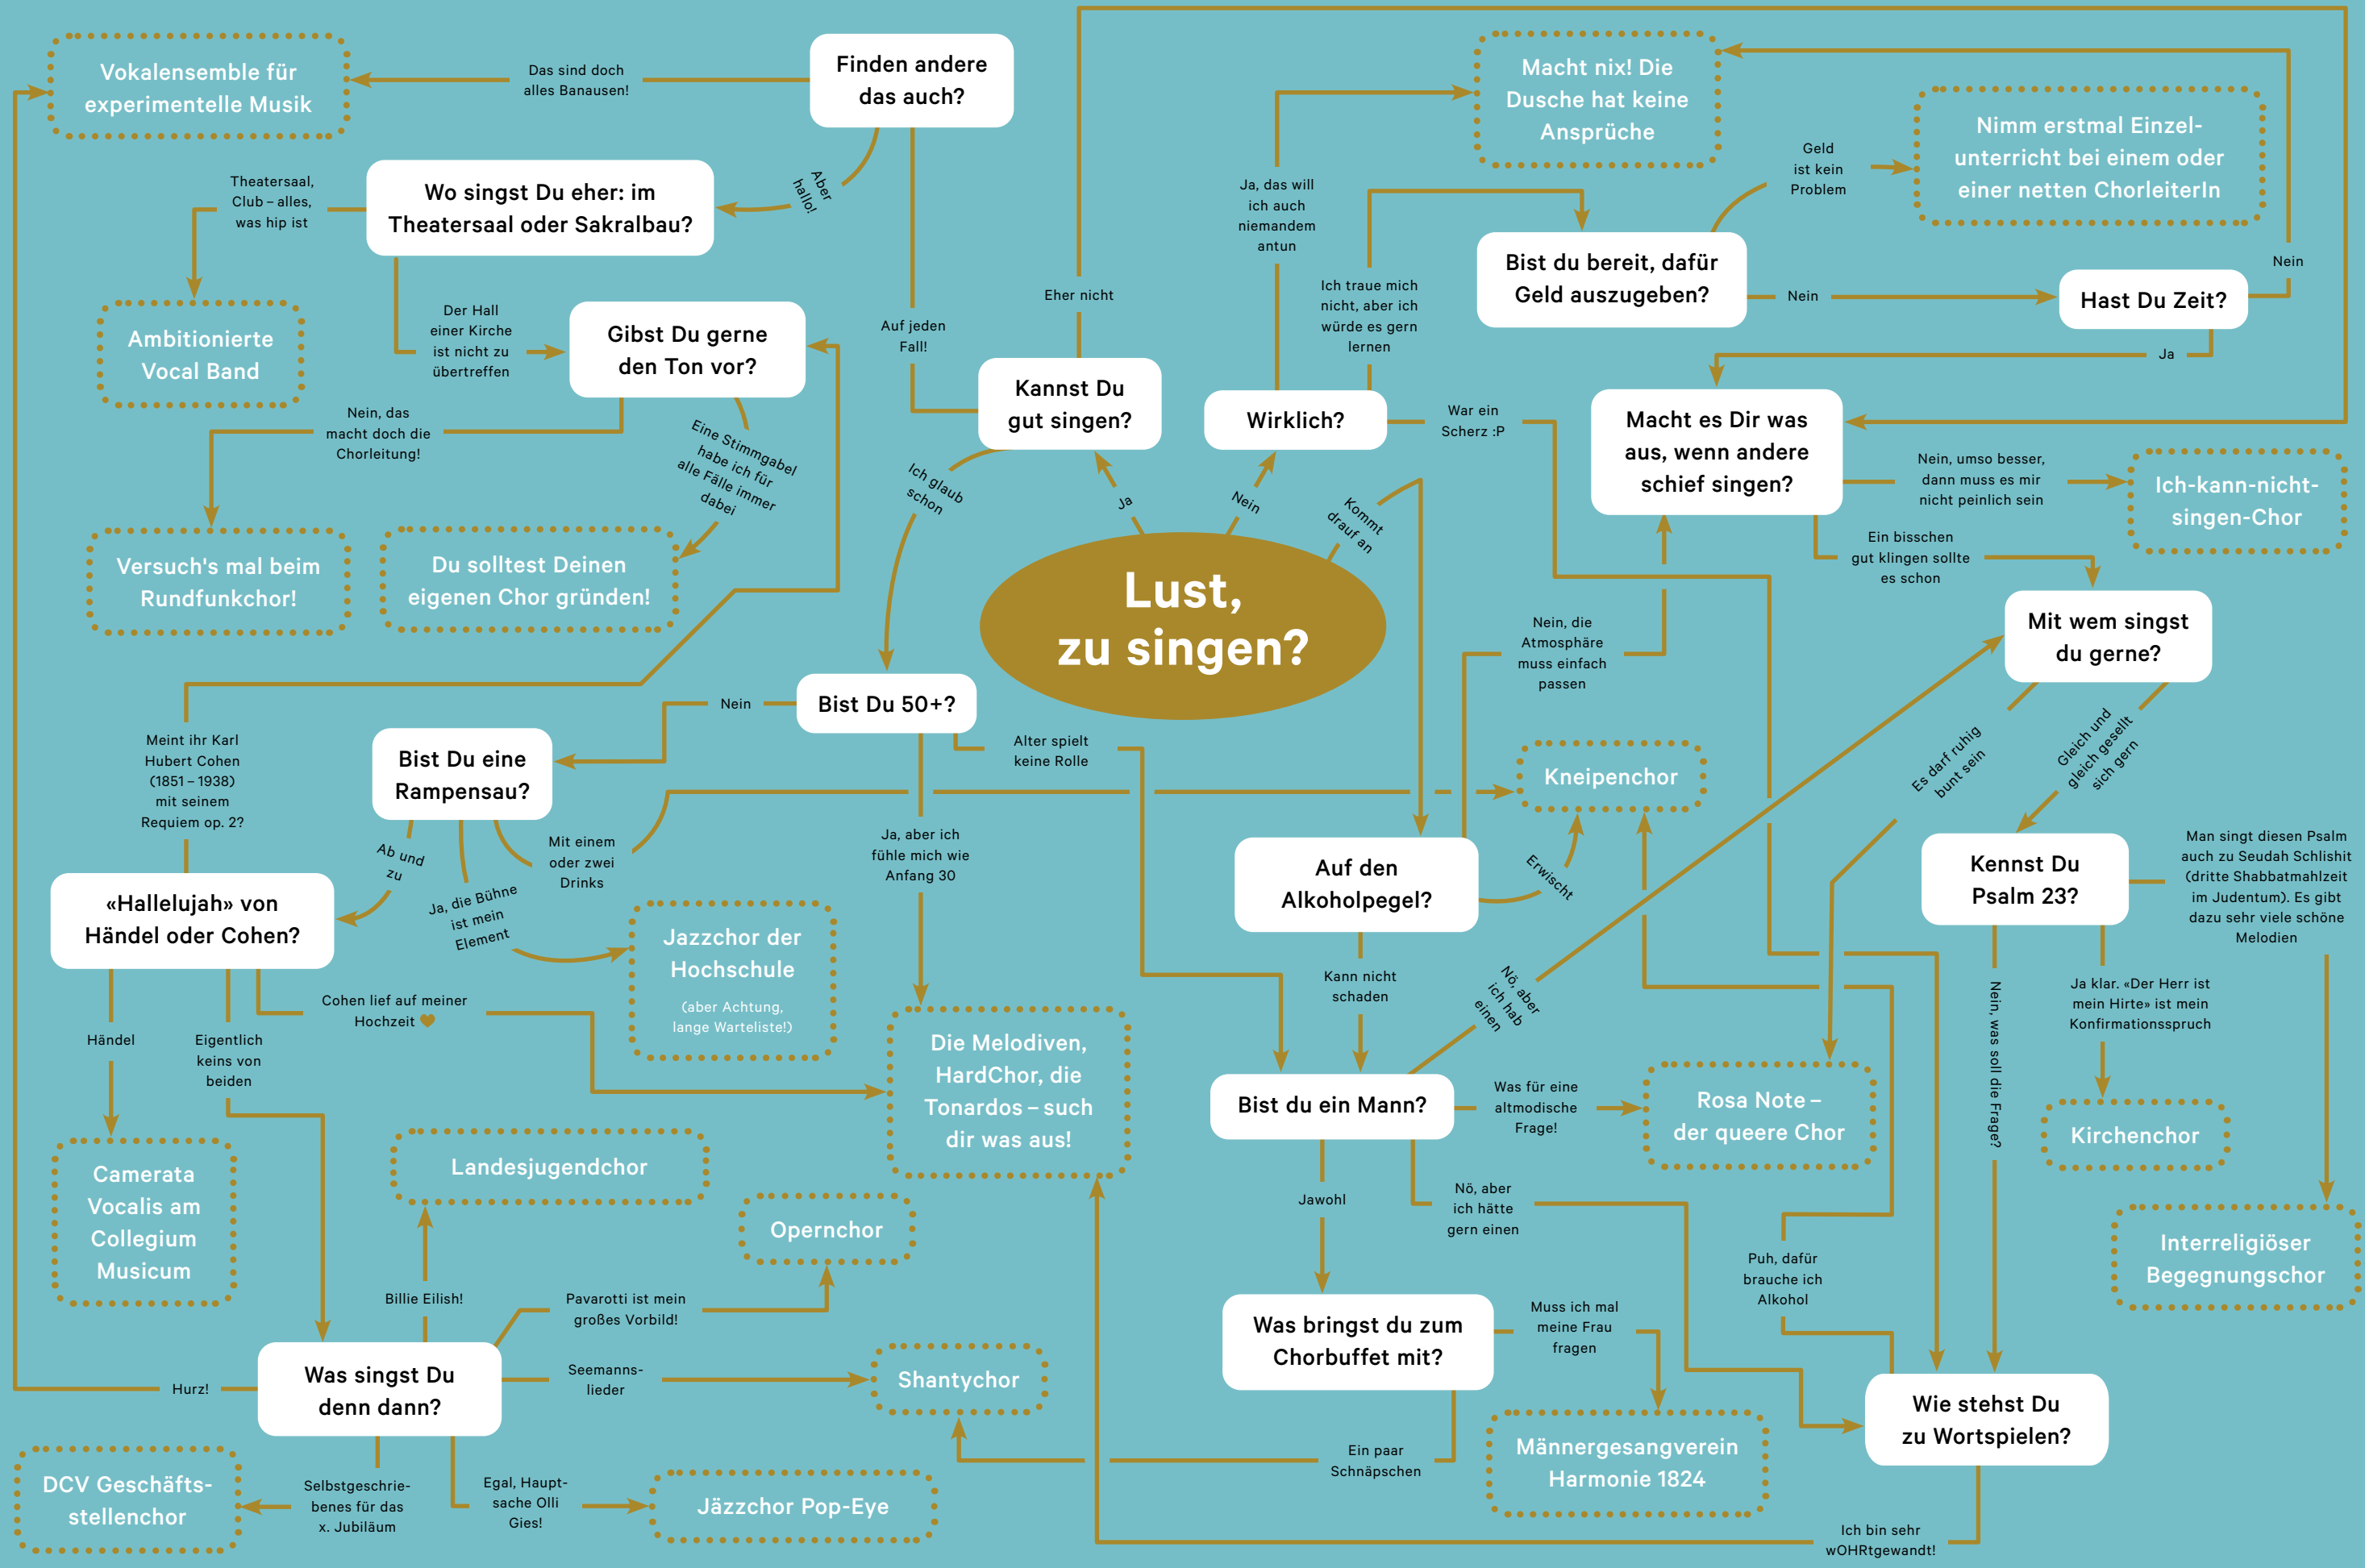 Vokalensemble für
experimentelle Musik
Das sind doch
alles Banausen!
Finden andere
das auch?
Aber
hallo!
Wo singst Du eher: im
Theatersaal oder Sakralbau?
Theatersaal,
Club – alles,
was hip ist
Ambitionierte
Vocal Band
Der Hall
einer Kirche
ist nicht zu
übertreffen
Gibst Du gerne
den Ton vor?
Nein, das
macht doch die
Chorleitung!
Eine Stimmgabel
habe ich für
alle Fälle immer
dabei
Versuch's mal beim
Rundfunkchor!
Du solltest Deinen
eigenen Chor gründen!
Auf jeden
Fall!
Eher nicht
Kannst Du
gut singen?
Ich glaub
schon
Ja
Nein
Kommt
drauf an
Lust,
zu singen?
Wirklich?
Ja, das will
ich auch
niemandem
antun
Ich traue mich
nicht, aber ich
würde es gern
lernen
War ein
Scherz :P
Macht nix! Die
Dusche hat keine
Ansprüche
Geld
ist kein
Problem
Nimm erstmal Einzel-
unterricht bei einem oder
einer netten ChorleiterIn
Bist du bereit, dafür
Geld auszugeben?
Nein
Hast Du Zeit?
Nein
Ja
Macht es Dir was
aus, wenn andere
schief singen?
Nein, umso besser,
dann muss es mir
nicht peinlich sein
Ich-kann-nicht-
singen-Chor
Ein bisschen
gut klingen sollte
es schon
Mit wem singst
du gerne?
Es darf ruhig
bunt sein
Gleich und
gleich gesellt
sich gern
Nein, die
Atmosphäre
muss einfach
passen
Kneipenchor
Bist Du 50+?
Nein
Alter spielt
keine Rolle
Ja, aber ich
fühle mich wie
Anfang 30
Bist Du eine
Rampensau?
Ab und
zu
Ja, die Bühne
ist mein
Element
Mit einem
oder zwei
Drinks
Meint ihr Karl
Hubert Cohen
(1851 – 1938)
mit seinem
Requiem op. 2?
«Hallelujah» von
Händel oder Cohen?
Händel
Eigentlich
keins von
beiden
Cohen lief auf meiner
Hochzeit
Jazzchor der
Hochschule
(aber Achtung,
lange Warteliste!)
Die Melodiven,
HardChor, die
Tonardos – such
dir was aus!
Camerata
Vocalis am
Collegium
Musicum
Landesjugendchor
Opernchor
Billie Eilish!
Pavarotti ist mein
großes Vorbild!
Hurz!
Was singst Du
denn dann?
Seemanns-
lieder
Shantychor
DCV Geschäfts-
stellenchor
Selbstgeschrie-
benes für das
x. Jubiläum
Egal, Haupt-
sache Olli
Gies!
Jäzzchor Pop-Eye
Auf den
Alkoholpegel?
Erwischt
Kann nicht
schaden
Nö, aber
ich hab
einen
Bist du ein Mann?
Was für eine
altmodische
Frage!
Rosa Note –
der queere Chor
Jawohl
Nö, aber
ich hätte
gern einen
Was bringst du zum
Chorbuffet mit?
Muss ich mal
meine Frau
fragen
Ein paar
Schnäpschen
Männergesangverein
Harmonie 1824
Kennst Du
Psalm 23?
Man singt diesen Psalm
auch zu Seudah Schlishit
(dritte Shabbatmahlzeit
im Judentum). Es gibt
dazu sehr viele schöne
Melodien
Nein, was soll die Frage?
Ja klar. «Der Herr ist
mein Hirte» ist mein
Konfirmationsspruch
Kirchenchor
Interreligiöser
Begegnungschor
Puh, dafür
brauche ich
Alkohol
Wie stehst Du
zu Wortspielen?
Ich bin sehr
wOHRtgewandt!